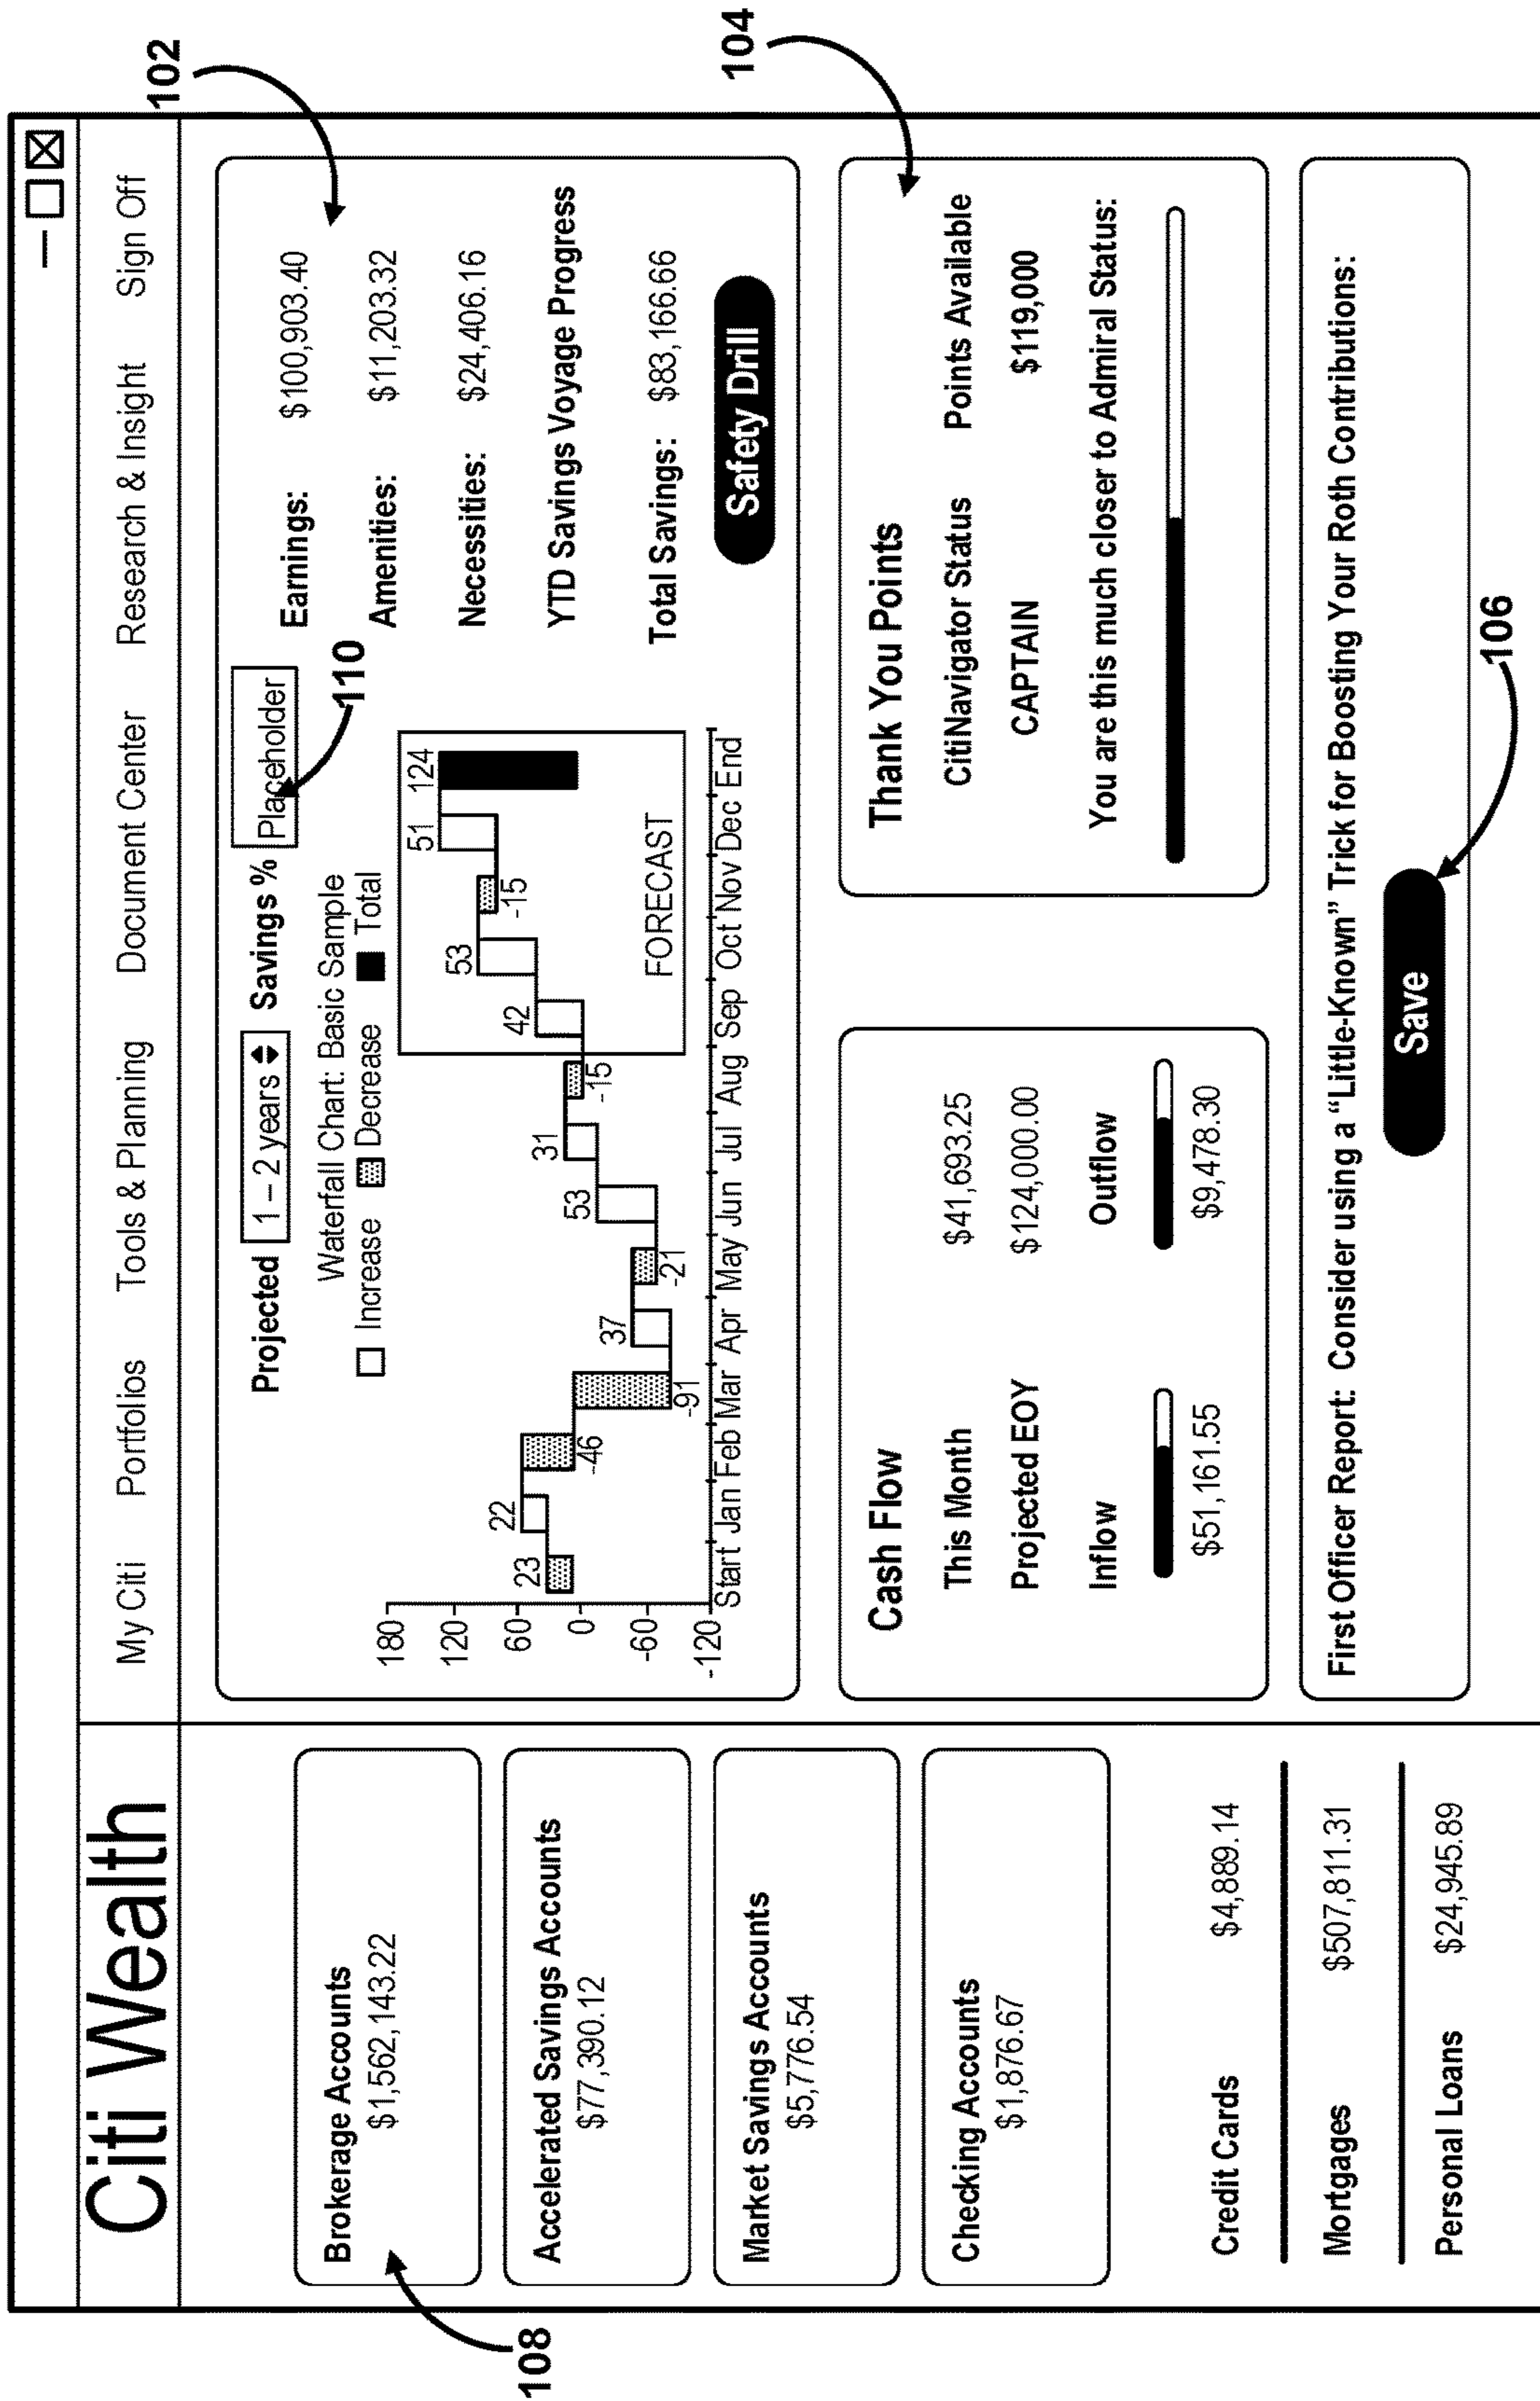 Citi Wealth
My Citi Portfolios Tools & Planning Document Center Research & Insight Sign Off
Brokerage Accounts
$1,562,143.22
Accelerated Savings Accounts
$77,390.12
Market Savings Accounts
$5,776.54
Checking Accounts
$1,876.67
Credit Cards $4,889.14
Mortgages $507,811.31
Personal Loans $24,945.89
108
Projected 1 – 2 years Savings % Placeholder
110
Waterfall Chart: Basic Sample
Increase Decrease Total
180
120
60
0
-60
-120
23 22 -46 -91 37 -21 53 31 -15 42 53 -15 51 124
FORECAST
Start Jan Feb Mar Apr May Jun Jul Aug Sep Oct Nov Dec End
Earnings: $100,903.40
Amenities: $11,203.32
Necessities: $24,406.16
YTD Savings Voyage Progress
Total Savings: $83,166.66
Safety Drill
102
Cash Flow
This Month $41,693.25
Projected EOY $124,000.00
Inflow Outflow
$51,161.55 $9,478.30
Thank You Points
CitiNavigator Status Points Available
CAPTAIN $119,000
You are this much closer to Admiral Status:
104
First Officer Report: Consider using a “Little-Known” Trick for Boosting Your Roth Contributions:
Save
106